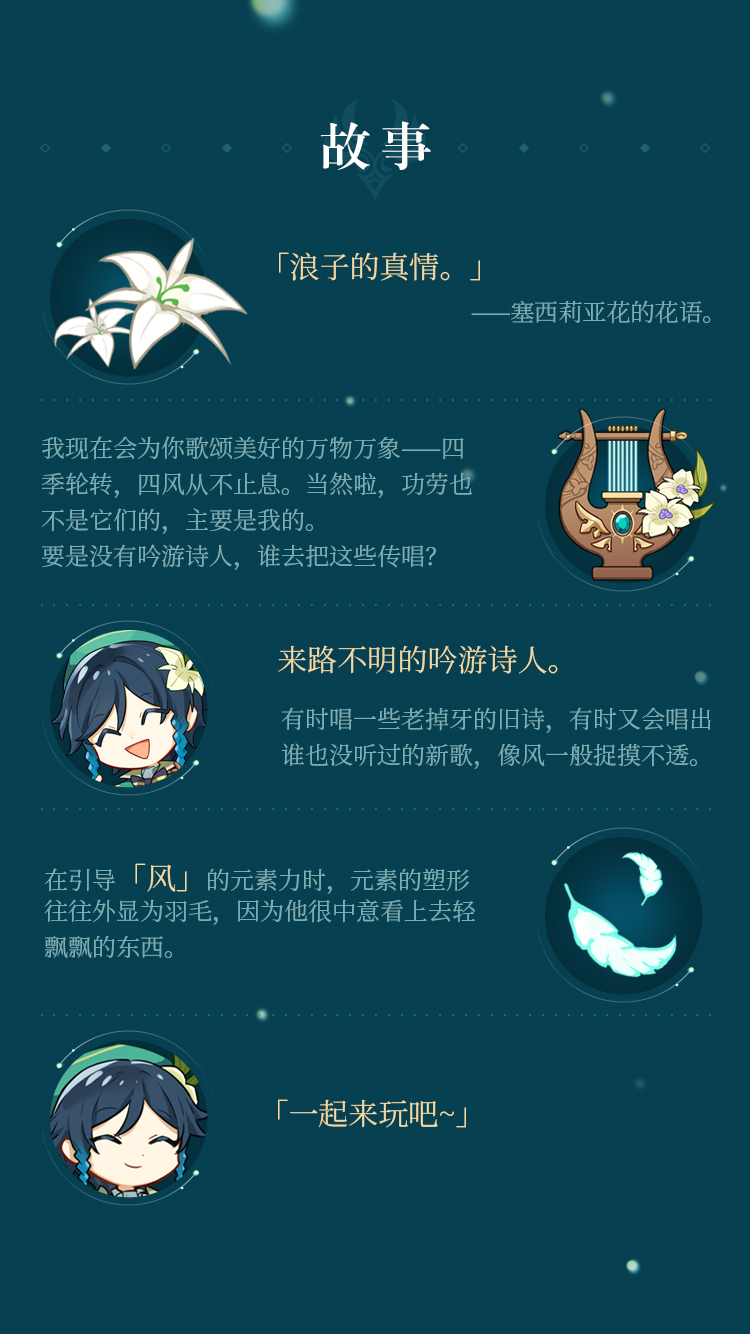 故事
「浪子的真情。」
——塞西莉亚花的花语。
我现在会为你歌颂美好的万物万象——四
季轮转，四风从不止息。当然啦，功劳也
不是它们的，主要是我的。
要是没有吟游诗人，谁去把这些传唱？
来路不明的吟游诗人。
有时唱一些老掉牙的旧诗，有时又会唱出
谁也没听过的新歌，像风一般捉摸不透。
在引导「风」的元素力时，元素的塑形
往往外显为羽毛，因为他很中意看上去轻
飘飘的东西。
「一起来玩吧~」